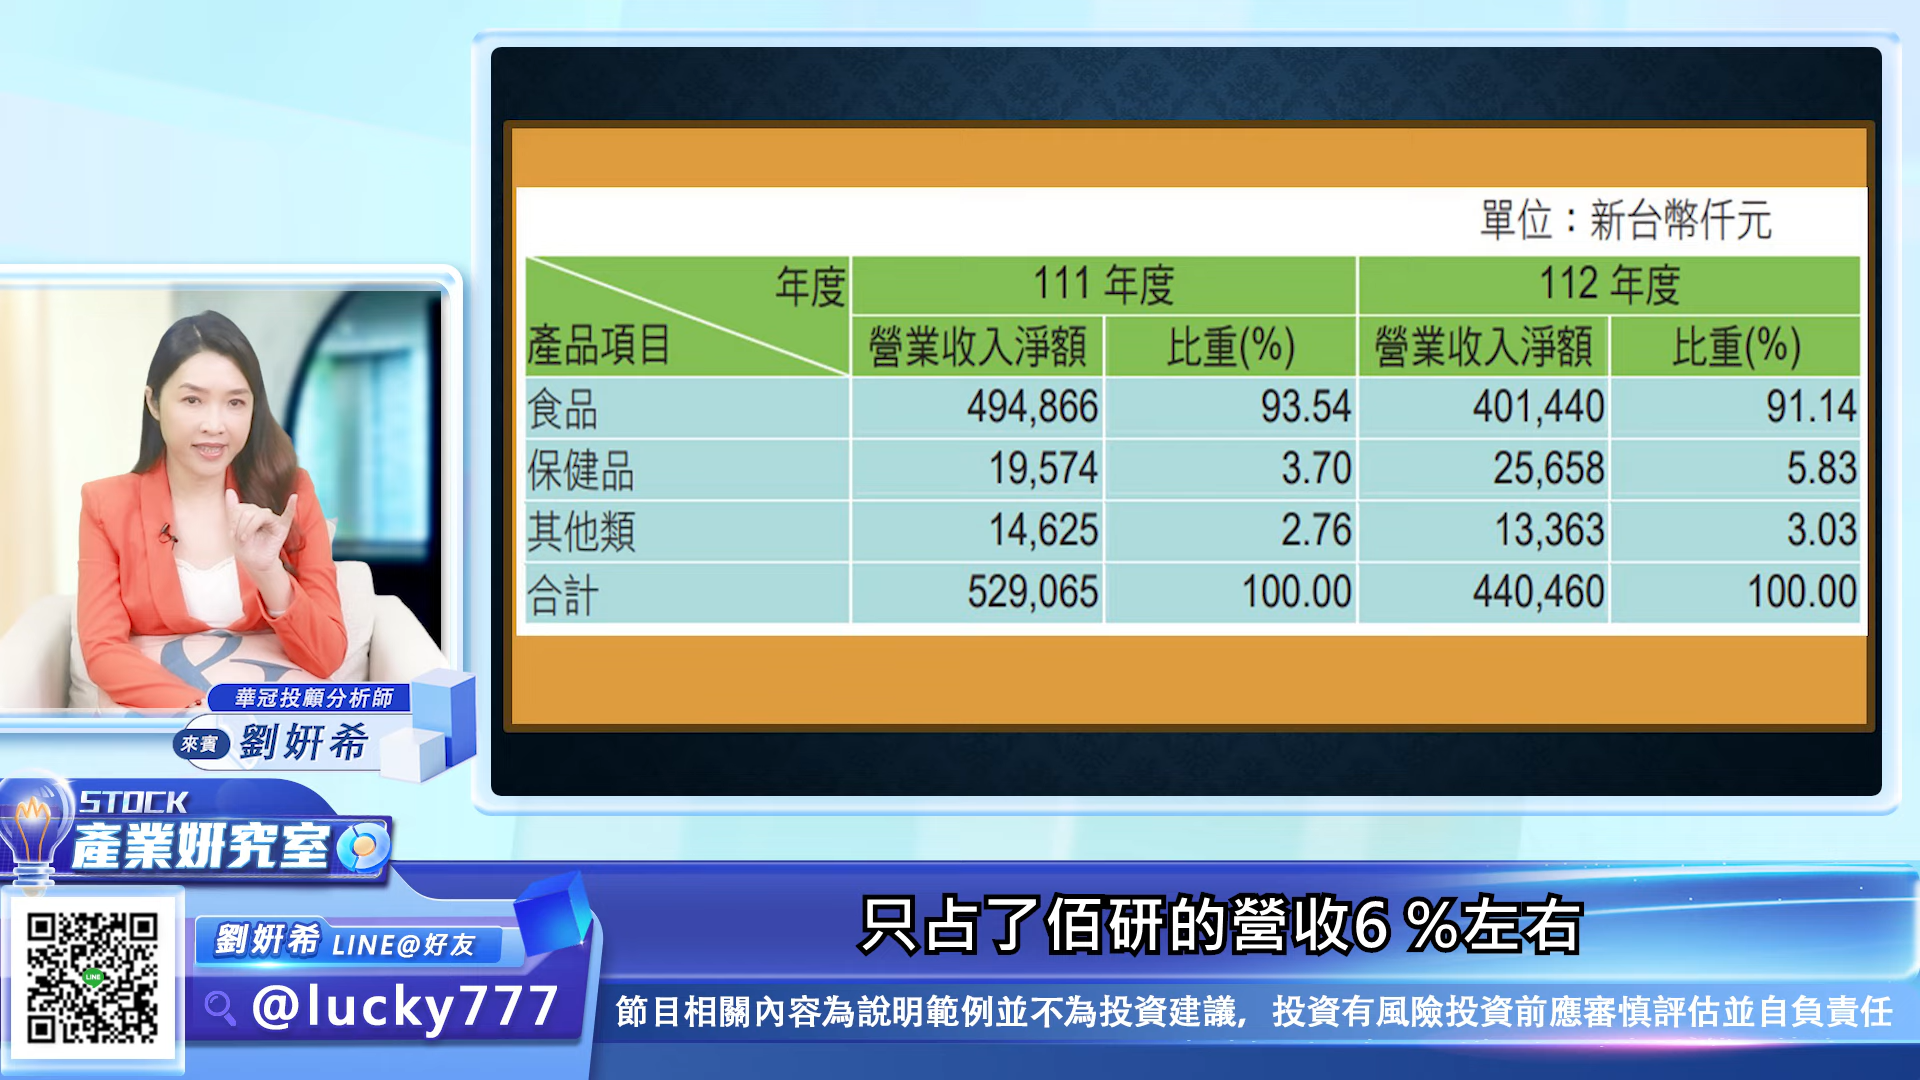 單位：新台幣仟元
年度 111 年度 112 年度
產品項目 營業收入淨額 比重(%) 營業收入淨額 比重(%)
食品 494,866 93.54 401,440 91.14
保健品 19,574 3.70 25,658 5.83
其他類 14,625 2.76 13,363 3.03
合計 529,065 100.00 440,460 100.00
華冠投顧分析師
來賓 劉妍希
STOCK
產業妍究室
劉妍希 LINE@好友
@lucky777
LINE
只占了佰研的營收6 %左右
節目相關內容為說明範例並不為投資建議，投資有風險投資前應審慎評估並自負責任